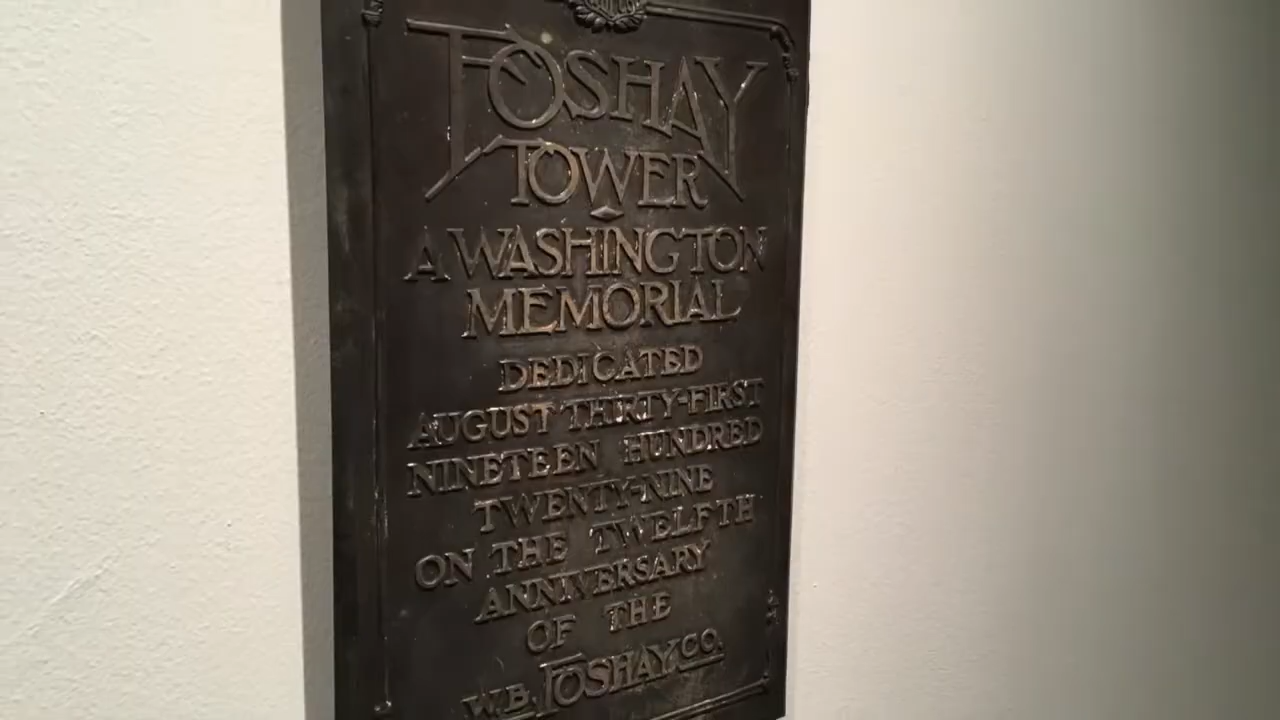 FOSHAY
TOWER
A WASHINGTON
MEMORIAL
DEDICATED
AUGUST THIRTY-FIRST
NINETEEN HUNDRED
TWENTY-NINE
ON THE TWELFTH
ANNIVERSARY
OF THE
W.B. FOSHAY CO.